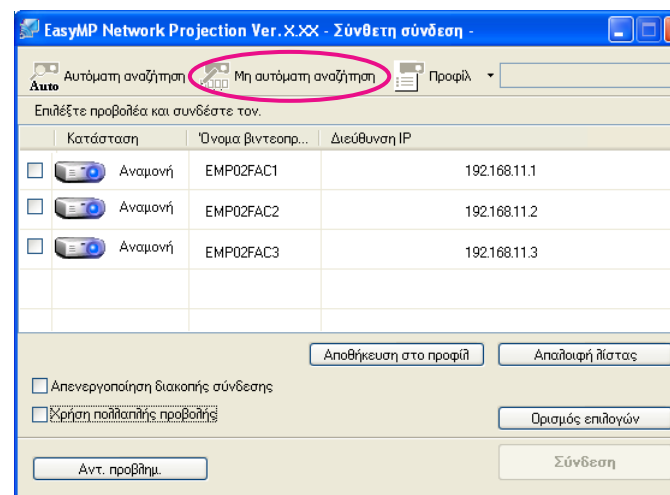 EasyMP Network Projection Ver.X.XX - Σύνθετη σύνδεση -
Auto Αυτόματη αναζήτηση Μη αυτόματη αναζήτηση Προφίλ
Επιλέξτε προβολέα και συνδέστε τον.
Κατάσταση Όνομα βιντεοπρ... Διεύθυνση IP
Αναμονή EMP02FAC1 192.168.11.1
Αναμονή EMP02FAC2 192.168.11.2
Αναμονή EMP02FAC3 192.168.11.3
Αποθήκευση στο προφίλ Απαλοιφή λίστας
Απενεργοποίηση διακοπής σύνδεσης
Χρήση πολλαπλής προβολής Ορισμός επιλογών
Αντ. προβλημ. Σύνδεση